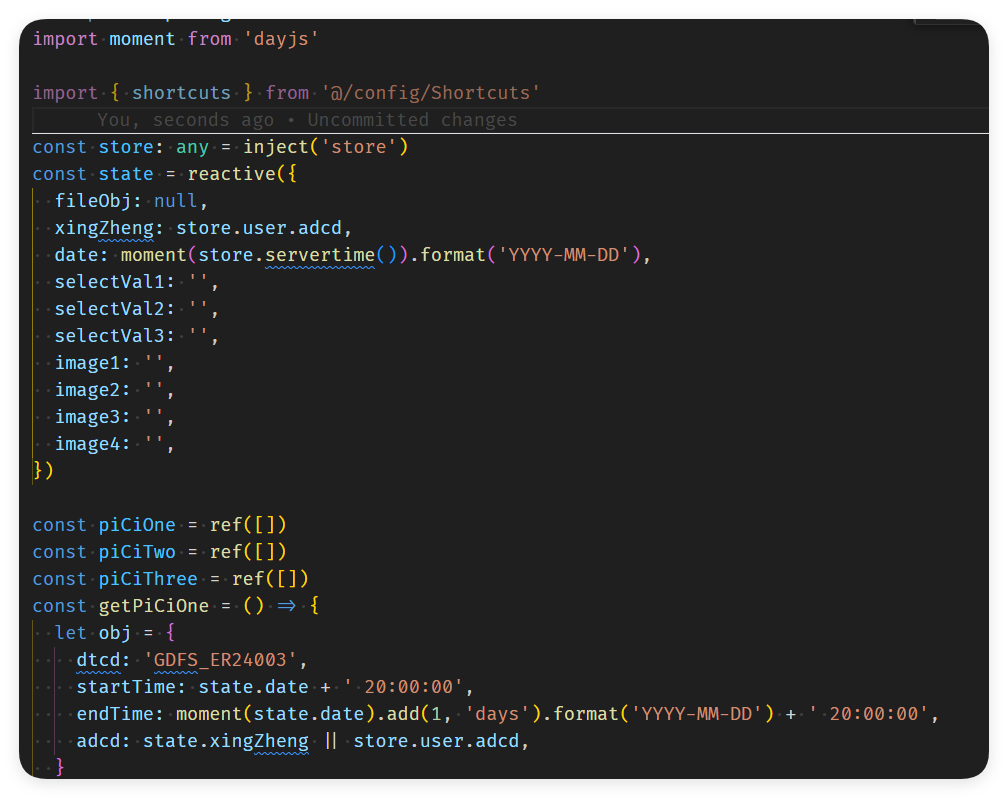 import moment from 'dayjs'
import { shortcuts } from '@/config/Shortcuts'
You, seconds ago • Uncommitted changes
const store: any = inject('store')
const state = reactive({
  fileObj: null,
  xingZheng: store.user.adcd,
  date: moment(store.servertime()).format('YYYY-MM-DD'),
  selectVal1: '',
  selectVal2: '',
  selectVal3: '',
  image1: '',
  image2: '',
  image3: '',
  image4: '',
})
const piCiOne = ref([])
const piCiTwo = ref([])
const piCiThree = ref([])
const getPiCiOne = () => {
  let obj = {
    dtcd: 'GDFS_ER24003',
    startTime: state.date + ' 20:00:00',
    endTime: moment(state.date).add(1, 'days').format('YYYY-MM-DD') + ' 20:00:00',
    adcd: state.xingZheng || store.user.adcd,
  }